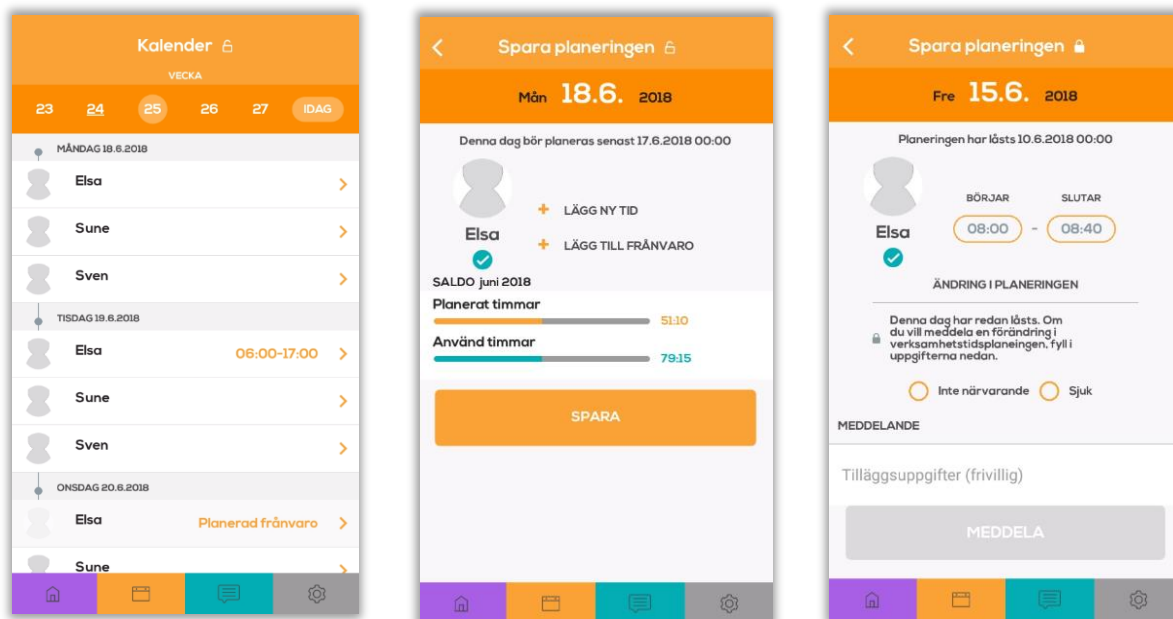 Kalender
VECKA
23 24 25 26 27 IDAG
MÅNDAG 18.6.2018
Elsa
Sune
Sven
TISDAG 19.6.2018
Elsa 06:00-17:00
Sune
Sven
ONSDAG 20.6.2018
Elsa Planerad frånvaro
Sune
Spara planeringen
Mån 18.6. 2018
Denna dag bör planeras senast 17.6.2018 00:00
+ LÄGG NY TID
Elsa
+ LÄGG TILL FRÅNVARO
SALDO juni 2018
Planerat timmar
51:10
Använd timmar
79:15
SPARA
Spara planeringen
Fre 15.6. 2018
Planeringen har låsts 10.6.2018 00:00
BÖRJAR SLUTAR
Elsa 08:00 - 08:40
ÄNDRING I PLANERINGEN
Denna dag har redan låsts. Om
du vill meddela en förändring i
verksamhetstidsplaneingen, fyll i
uppgifterna nedan.
Inte närvarande Sjuk
MEDDELANDE
Tilläggsuppgifter (frivillig)
MEDDELA